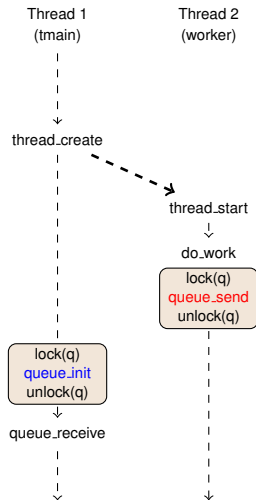 Thread 1
(tmain)
Thread 2
(worker)
thread_create
thread_start
do_work
lock(q)
queue_send
unlock(q)
lock(q)
queue_init
unlock(q)
queue_receive